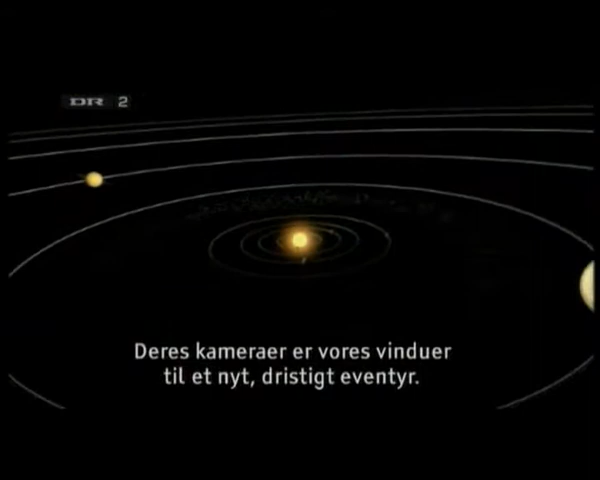 DR 2
Deres kameraer er vores vinduer
til et nyt, dristigt eventyr.